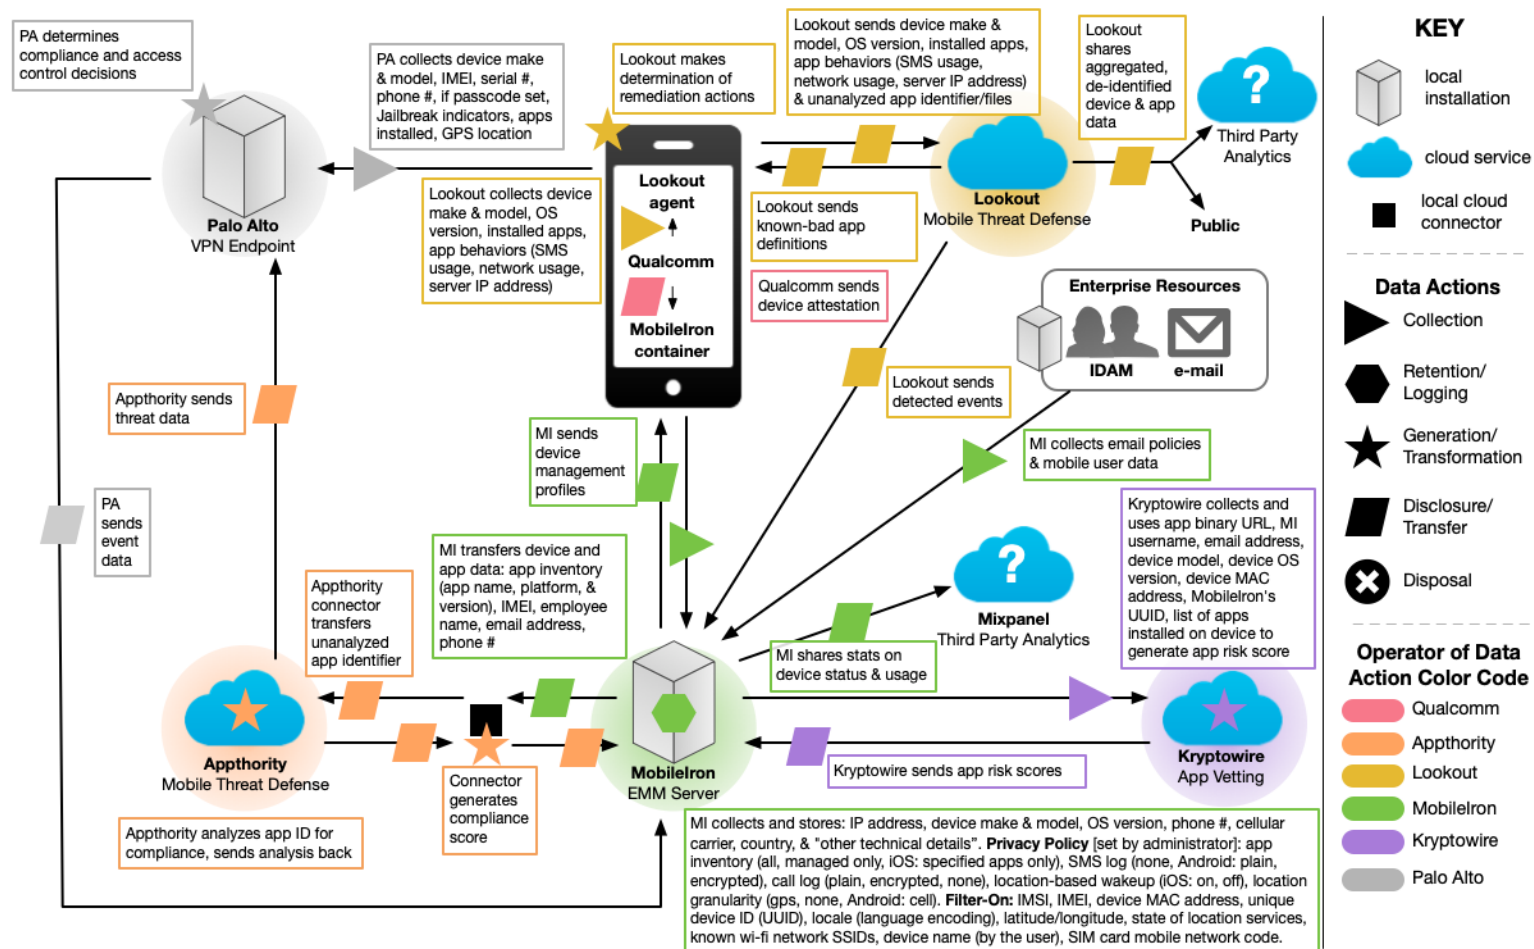 PA determines
compliance and access
control decisions
PA collects device make
& model, IMEI, serial #,
phone #, if passcode set,
Jailbreak indicators, apps
installed, GPS location
Lookout makes
determination of
remediation actions
Lookout sends device make &
model, OS version, installed apps,
app behaviors (SMS usage,
network usage, server IP address)
& unanalyzed app identifier/files
Lookout
shares
aggregated,
de-identified
device & app
data
?
Third Party
Analytics
Public
Palo Alto
VPN Endpoint
Lookout collects device
make & model, OS
version, installed apps,
app behaviors (SMS
usage, network usage,
server IP address)
Lookout
agent
Qualcomm
MobileIron
container
Lookout sends
known-bad app
definitions
Lookout
Mobile Threat Defense
Qualcomm sends
device attestation
Enterprise Resources
IDAM
e-mail
Lookout sends
detected events
Appthority sends
threat data
MI sends
device
management
profiles
MI collects email policies
& mobile user data
PA
sends
event
data
Appthority
connector
transfers
unanalyzed
app identifier
MI transfers device and
app data: app inventory
(app name, platform, &
version), IMEI, employee
name, email address,
phone #
?
Mixpanel
Third Party Analytics
MI shares stats on
device status & usage
Kryptowire collects and
uses app binary URL, MI
username, email address,
device model, device OS
version, device MAC
address, MobileIron's
UUID, list of apps
installed on device to
generate app risk score
Appthority
Mobile Threat Defense
Connector
generates
compliance
score
MobileIron
EMM Server
Kryptowire sends app risk scores
Kryptowire
App Vetting
Appthority analyzes app ID for
compliance, sends analysis back
MI collects and stores: IP address, device make & model, OS version, phone #, cellular
carrier, country, & "other technical details". Privacy Policy [set by administrator]: app
inventory (all, managed only, iOS: specified apps only), SMS log (none, Android: plain,
encrypted), call log (plain, encrypted, none), location-based wakeup (iOS: on, off), location
granularity (gps, none, Android: cell). Filter-On: IMSI, IMEI, device MAC address, unique
device ID (UUID), locale (language encoding), latitude/longitude, state of location services,
known wi-fi network SSIDs, device name (by the user), SIM card mobile network code.
KEY
local
installation
cloud service
local cloud
connector
Data Actions
Collection
Retention/
Logging
Generation/
Transformation
Disclosure/
Transfer
Disposal
Operator of Data
Action Color Code
Qualcomm
Appthority
Lookout
MobileIron
Kryptowire
Palo Alto